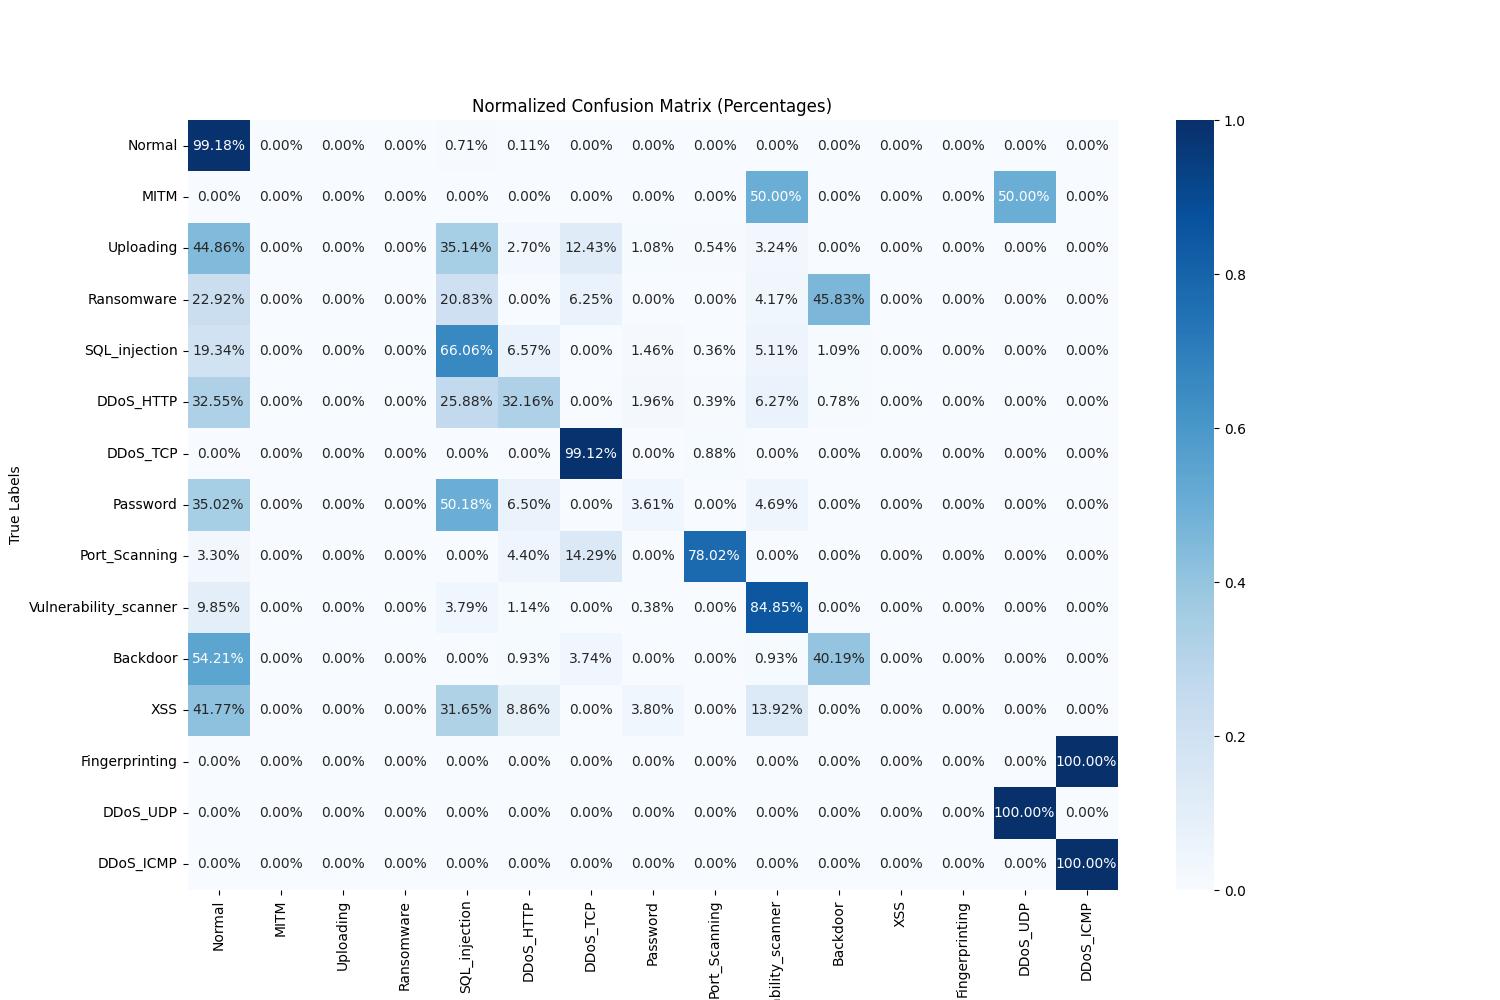 Normalized Confusion Matrix (Percentages)
True Labels
Normal 99.18% 0.00% 0.00% 0.00% 0.71% 0.11% 0.00% 0.00% 0.00% 0.00% 0.00% 0.00% 0.00% 0.00% 0.00%
MITM 0.00% 0.00% 0.00% 0.00% 0.00% 0.00% 0.00% 0.00% 0.00% 50.00% 0.00% 0.00% 0.00% 50.00% 0.00%
Uploading 44.86% 0.00% 0.00% 0.00% 35.14% 2.70% 12.43% 1.08% 0.54% 3.24% 0.00% 0.00% 0.00% 0.00% 0.00%
Ransomware 22.92% 0.00% 0.00% 0.00% 20.83% 0.00% 6.25% 0.00% 0.00% 4.17% 45.83% 0.00% 0.00% 0.00% 0.00%
SQL_injection 19.34% 0.00% 0.00% 0.00% 66.06% 6.57% 0.00% 1.46% 0.36% 5.11% 1.09% 0.00% 0.00% 0.00% 0.00%
DDoS_HTTP 32.55% 0.00% 0.00% 0.00% 25.88% 32.16% 0.00% 1.96% 0.39% 6.27% 0.78% 0.00% 0.00% 0.00% 0.00%
DDoS_TCP 0.00% 0.00% 0.00% 0.00% 0.00% 0.00% 99.12% 0.00% 0.88% 0.00% 0.00% 0.00% 0.00% 0.00% 0.00%
Password 35.02% 0.00% 0.00% 0.00% 50.18% 6.50% 0.00% 3.61% 0.00% 4.69% 0.00% 0.00% 0.00% 0.00% 0.00%
Port_Scanning 3.30% 0.00% 0.00% 0.00% 0.00% 4.40% 14.29% 0.00% 78.02% 0.00% 0.00% 0.00% 0.00% 0.00% 0.00%
Vulnerability_scanner 9.85% 0.00% 0.00% 0.00% 3.79% 1.14% 0.00% 0.38% 0.00% 84.85% 0.00% 0.00% 0.00% 0.00% 0.00%
Backdoor 54.21% 0.00% 0.00% 0.00% 0.00% 0.93% 3.74% 0.00% 0.00% 0.93% 40.19% 0.00% 0.00% 0.00% 0.00%
XSS 41.77% 0.00% 0.00% 0.00% 31.65% 8.86% 0.00% 3.80% 0.00% 13.92% 0.00% 0.00% 0.00% 0.00% 0.00%
Fingerprinting 0.00% 0.00% 0.00% 0.00% 0.00% 0.00% 0.00% 0.00% 0.00% 0.00% 0.00% 0.00% 0.00% 0.00% 100.00%
DDoS_UDP 0.00% 0.00% 0.00% 0.00% 0.00% 0.00% 0.00% 0.00% 0.00% 0.00% 0.00% 0.00% 0.00% 100.00% 0.00%
DDoS_ICMP 0.00% 0.00% 0.00% 0.00% 0.00% 0.00% 0.00% 0.00% 0.00% 0.00% 0.00% 0.00% 0.00% 0.00% 100.00%
Normal
MITM
Uploading
Ransomware
SQL_injection
DDoS_HTTP
DDoS_TCP
Password
Port_Scanning
ability_scanner
Backdoor
XSS
Fingerprinting
DDoS_UDP
DDoS_ICMP
1.0
0.8
0.6
0.4
0.2
0.0